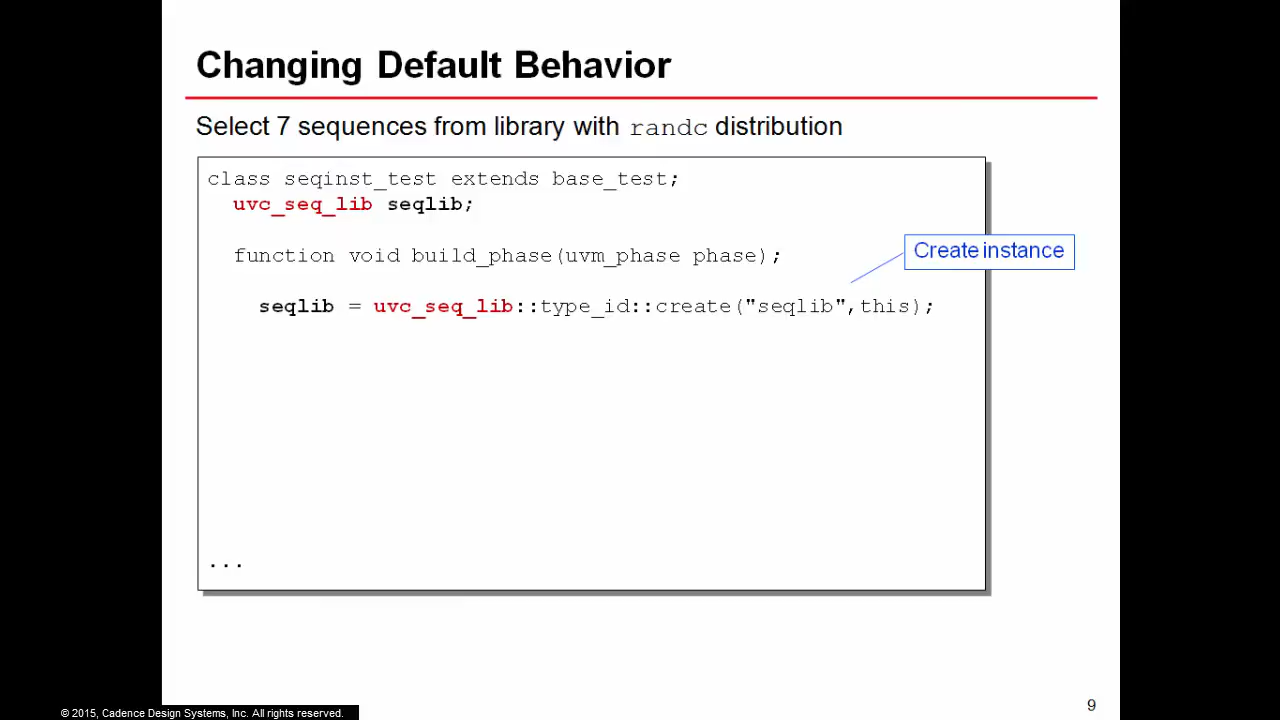 Changing Default Behavior
Select 7 sequences from library with randc distribution
class seqinst_test extends base_test;
uvc_seq_lib seqlib;
function void build_phase(uvm_phase phase);
Create instance
seqlib = uvc_seq_lib::type_id::create("seqlib",this);
...
9
© 2015, Cadence Design Systems, Inc. All rights reserved.